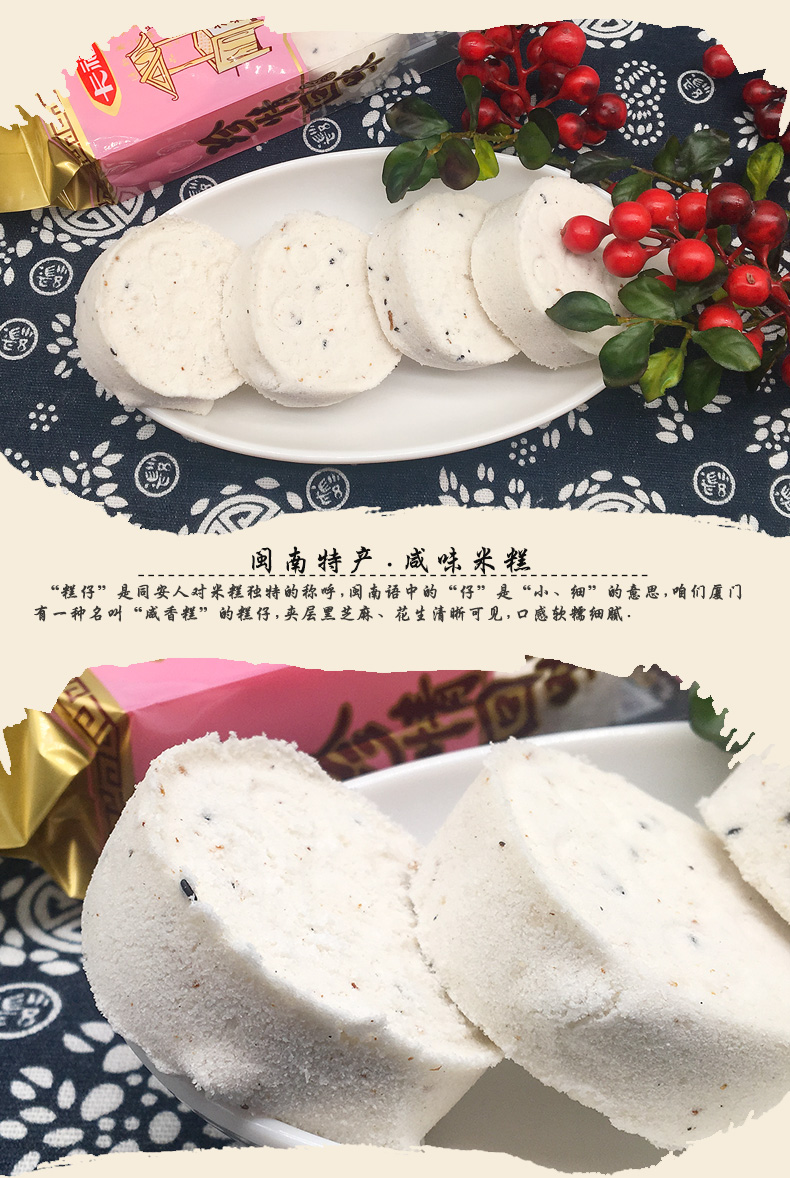 闽南特产.咸味米糕
“糕仔”是同安人对米糕独特的称呼,闽南语中的“仔”是“小、细”的意思,咱们厦门
有一种名叫“咸香糕”的糕仔,夹层黑芝麻、花生清晰可见,口感软糯细腻.